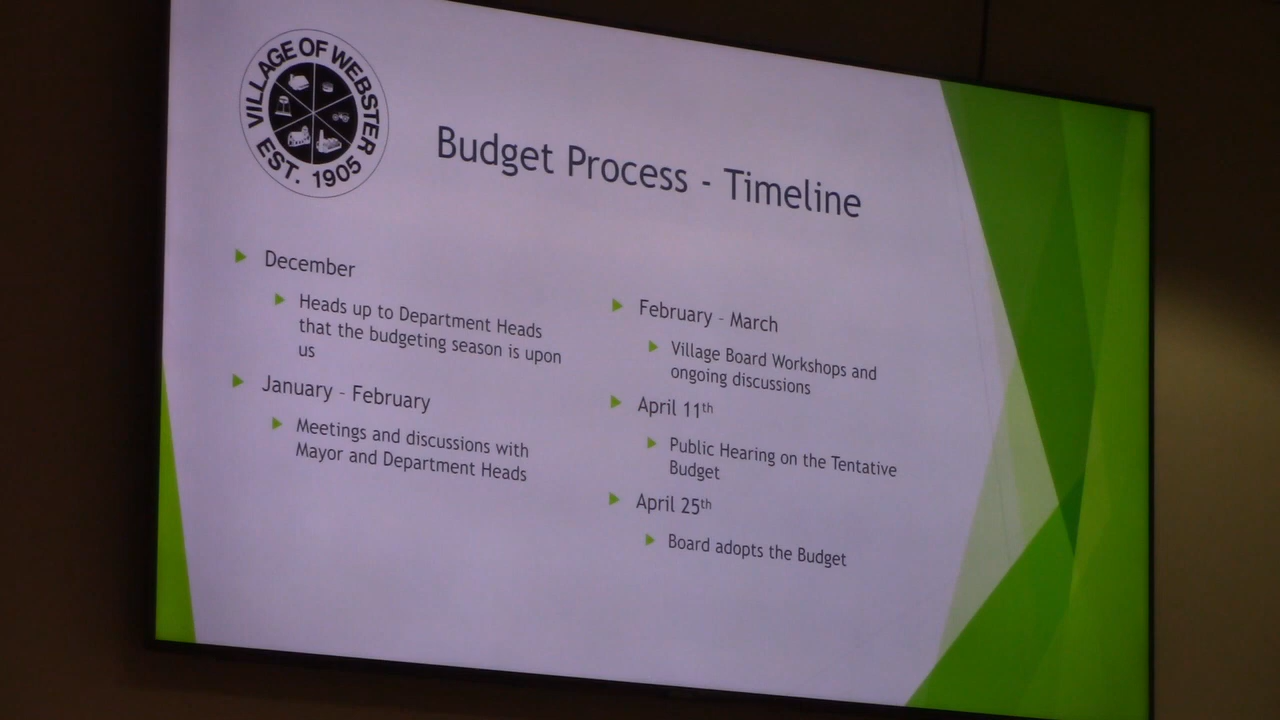 VILLAGE OF WEBSTER
EST. 1905
Budget Process - Timeline
December
Heads up to Department Heads
that the budgeting season is upon
us
January - February
Meetings and discussions with
Mayor and Department Heads
February - March
Village Board Workshops and
ongoing discussions
April 11th
Public Hearing on the Tentative
Budget
April 25th
Board adopts the Budget